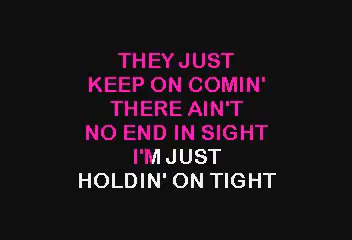 THEY JUST
KEEP ON COMIN'
THERE AIN'T
NO END IN SIGHT
I'M JUST
HOLDIN' ON TIGHT